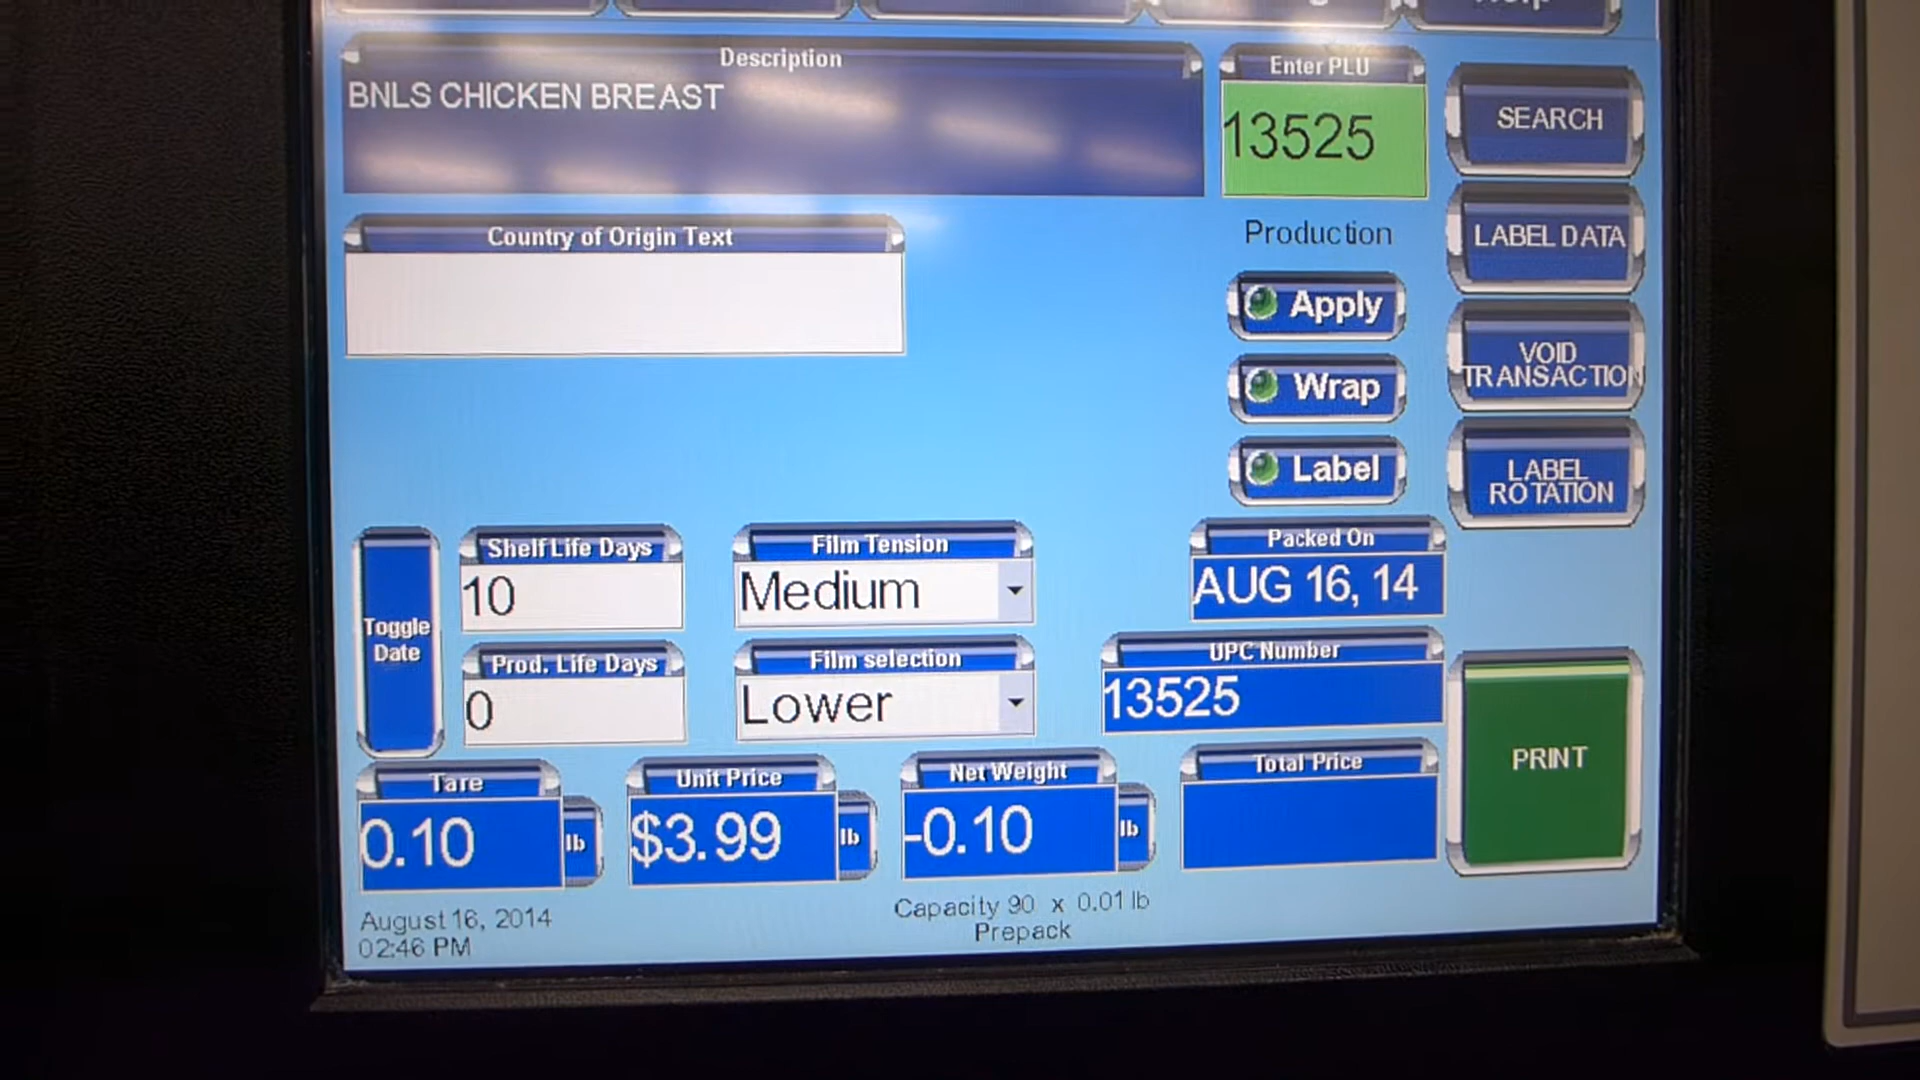 Description
BNLS CHICKEN BREAST
Enter PLU
13525
SEARCH
Country of Origin Text
Production
LABEL DATA
Apply
VOID
TRANSACTION
Wrap
Label
LABEL
ROTATION
Toggle
Date
Shelf Life Days
10
Film Tension
Medium
Packed On
AUG 16, 14
Prod. Life Days
0
Film selection
Lower
UPC Number
13525
Tare
0.10
lb
Unit Price
$3.99
lb
Net Weight
-0.10
lb
Total Price
PRINT
August 16, 2014
02:46 PM
Capacity 90 x 0.01 lb
Prepack